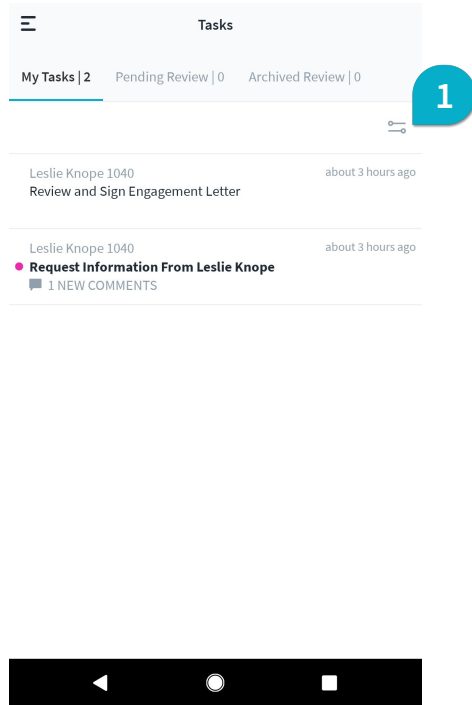 Tasks
My Tasks | 2 Pending Review | 0 Archived Review | 0
1
Leslie Knope 1040 about 3 hours ago
Review and Sign Engagement Letter
Leslie Knope 1040 about 3 hours ago
Request Information From Leslie Knope
1 NEW COMMENTS